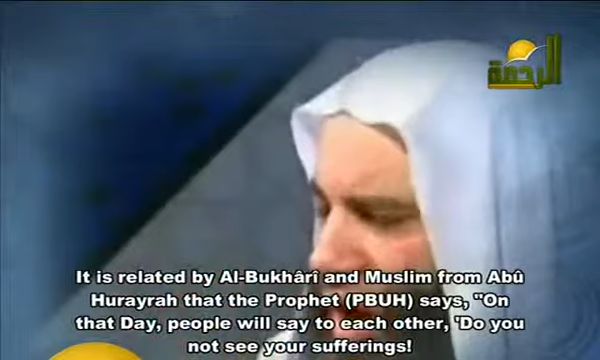 الرحمة
It is related by Al-Bukhârî and Muslim from Abû
Hurayrah that the Prophet (PBUH) says, "On
that Day, people will say to each other, 'Do you
not see your sufferings!